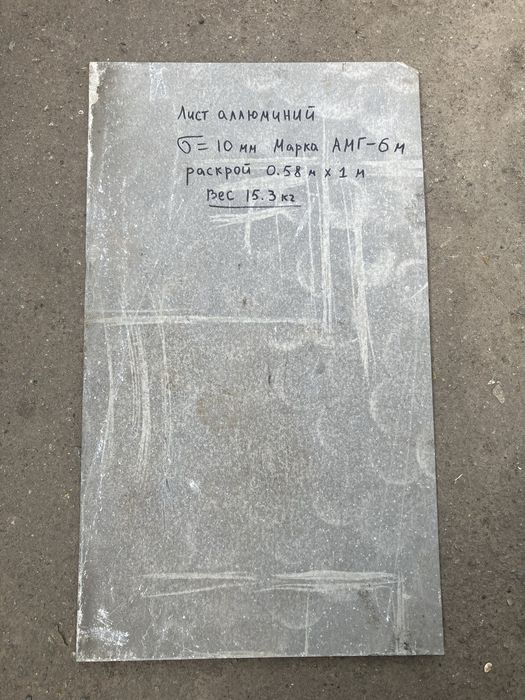 Лист аллюминий
σ = 10 мм Марка АМГ-6 м
раскрой 0.58 м х 1 м
Вес 15.3 кг